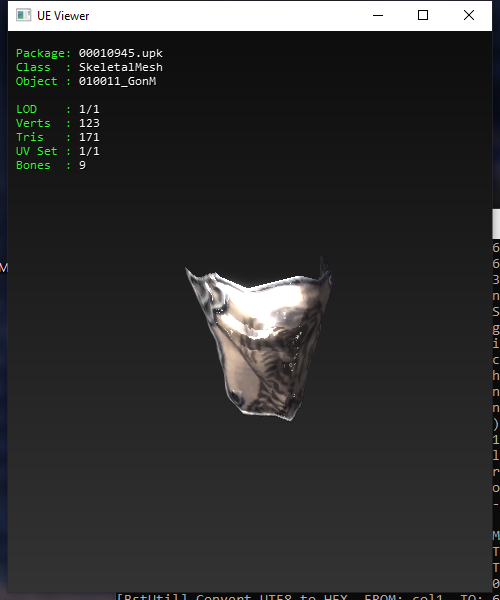 UE Viewer
Package: 00010945.upk
Class  : SkeletalMesh
Object : 010011_GonM
LOD    : 1/1
Verts  : 123
Tris   : 171
UV Set : 1/1
Bones  : 9
M
6
6
3
n
S
g
i
c
h
n
n
)
1
l
r
o
-
M
T
T
0
[BstUtil] Convert UTF8 to HEX. FROM: col1. TO: 6